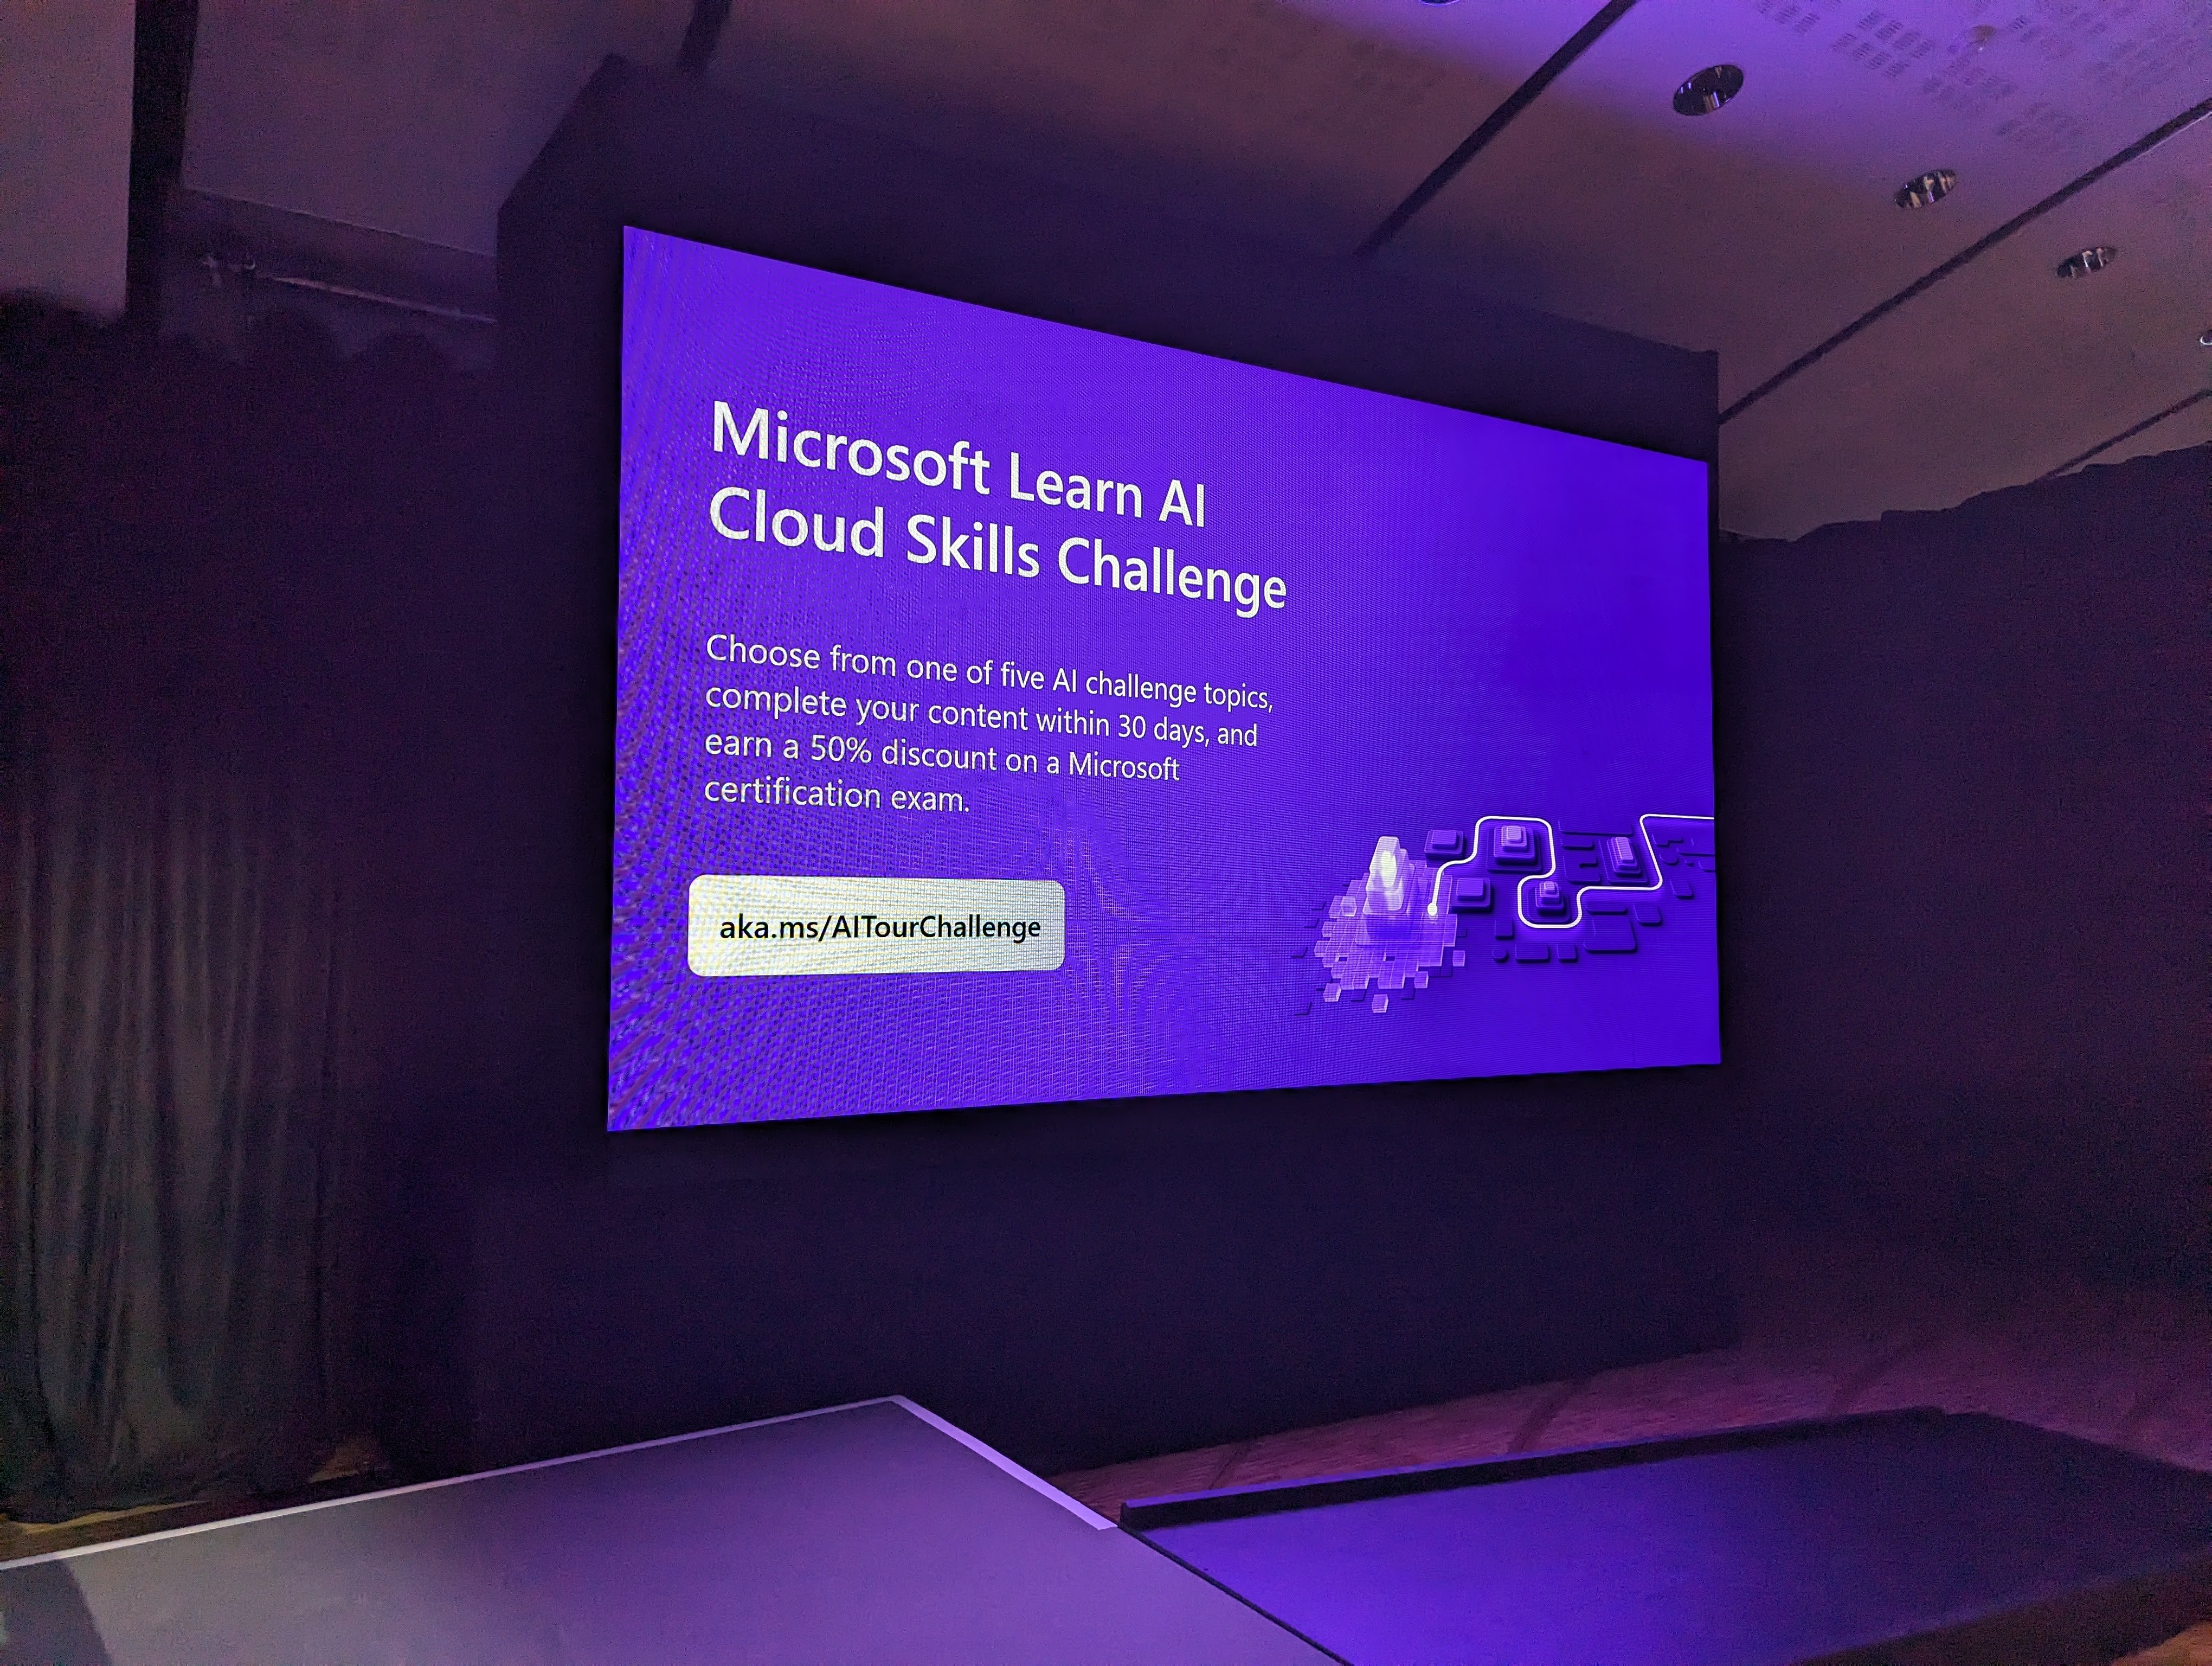 Microsoft Learn AI
Cloud Skills Challenge
Choose from one of five AI challenge topics,
complete your content within 30 days, and
earn a 50% discount on a Microsoft
certification exam.
aka.ms/AITourChallenge